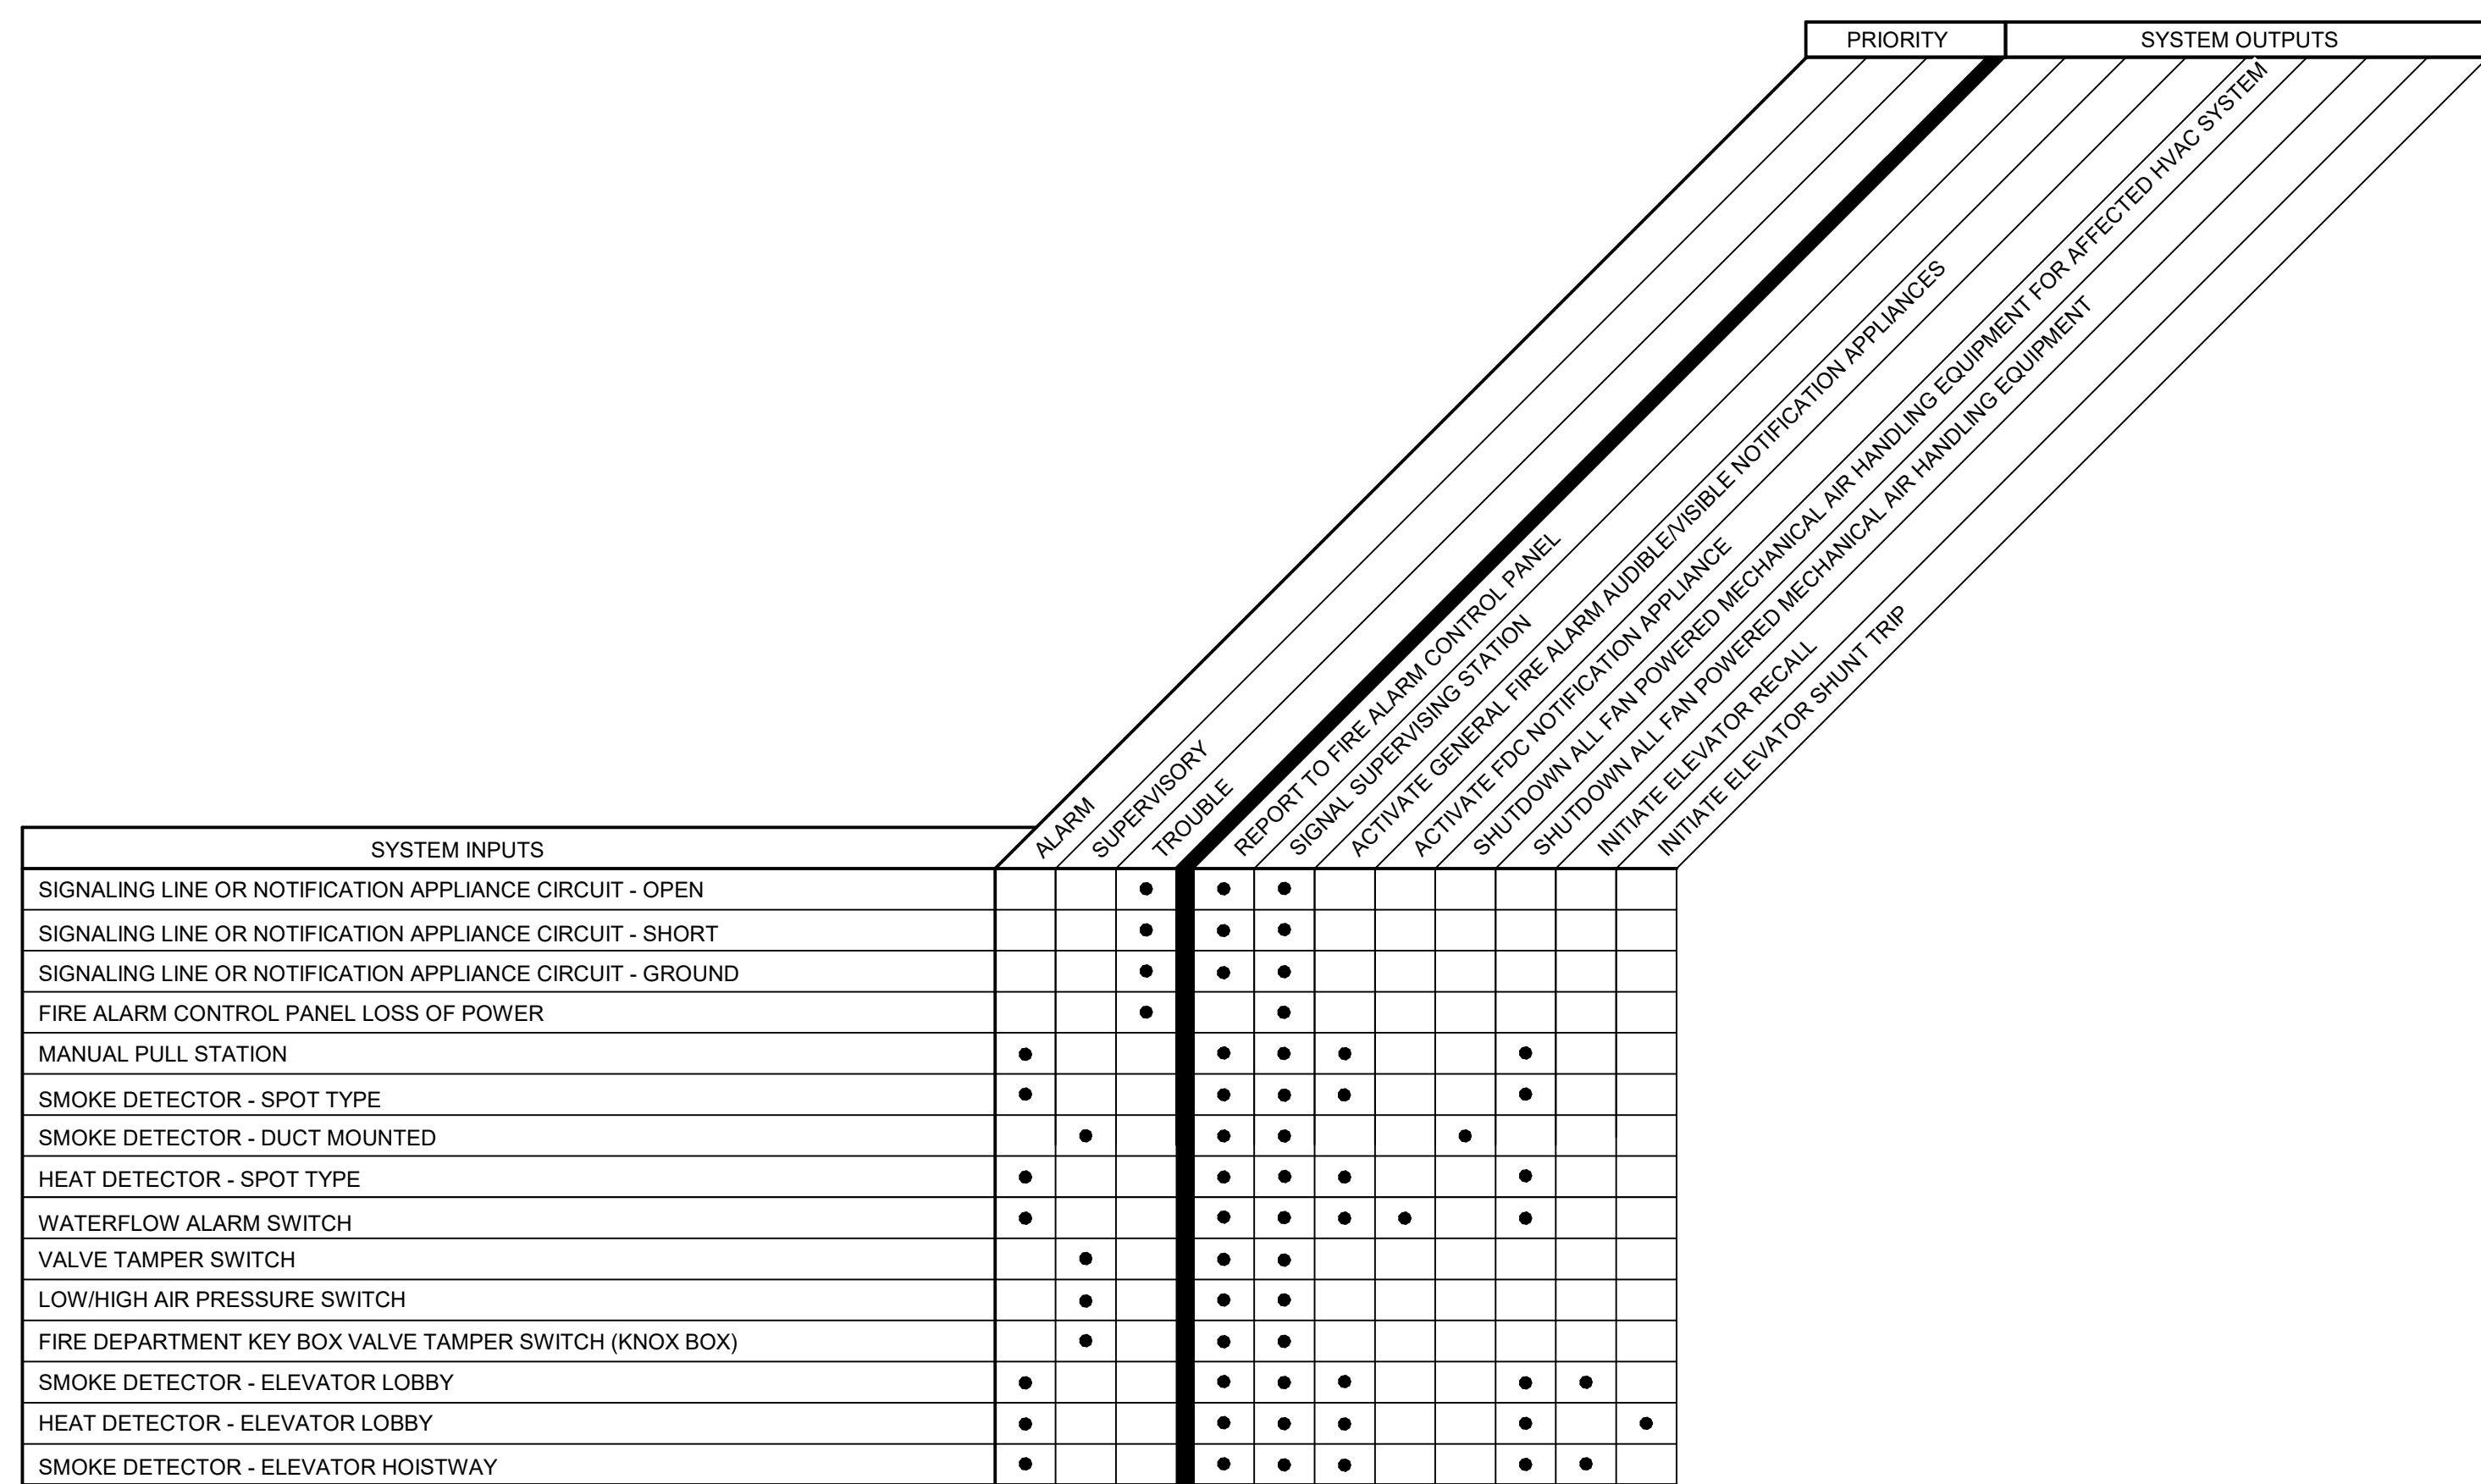 PRIORITY
SYSTEM OUTPUTS
ALARM
SUPERVISORY
TROUBLE
REPORT TO FIRE ALARM CONTROL PANEL
SIGNAL SUPERVISING STATION
ACTIVATE GENERAL FIRE ALARM AUDIBLE/VISIBLE NOTIFICATION APPLIANCES
ACTIVATE FDC NOTIFICATION APPLIANCE
SHUTDOWN ALL FAN POWERED MECHANICAL AIR HANDLING EQUIPMENT FOR AFFECTED HVAC SYSTEM
SHUTDOWN ALL FAN POWERED MECHANICAL AIR HANDLING EQUIPMENT
INITIATE ELEVATOR RECALL
INITIATE ELEVATOR SHUNT TRIP
SYSTEM INPUTS
SIGNALING LINE OR NOTIFICATION APPLIANCE CIRCUIT - OPEN
SIGNALING LINE OR NOTIFICATION APPLIANCE CIRCUIT - SHORT
SIGNALING LINE OR NOTIFICATION APPLIANCE CIRCUIT - GROUND
FIRE ALARM CONTROL PANEL LOSS OF POWER
MANUAL PULL STATION
SMOKE DETECTOR - SPOT TYPE
SMOKE DETECTOR - DUCT MOUNTED
HEAT DETECTOR - SPOT TYPE
WATERFLOW ALARM SWITCH
VALVE TAMPER SWITCH
LOW/HIGH AIR PRESSURE SWITCH
FIRE DEPARTMENT KEY BOX VALVE TAMPER SWITCH (KNOX BOX)
SMOKE DETECTOR - ELEVATOR LOBBY
HEAT DETECTOR - ELEVATOR LOBBY
SMOKE DETECTOR - ELEVATOR HOISTWAY